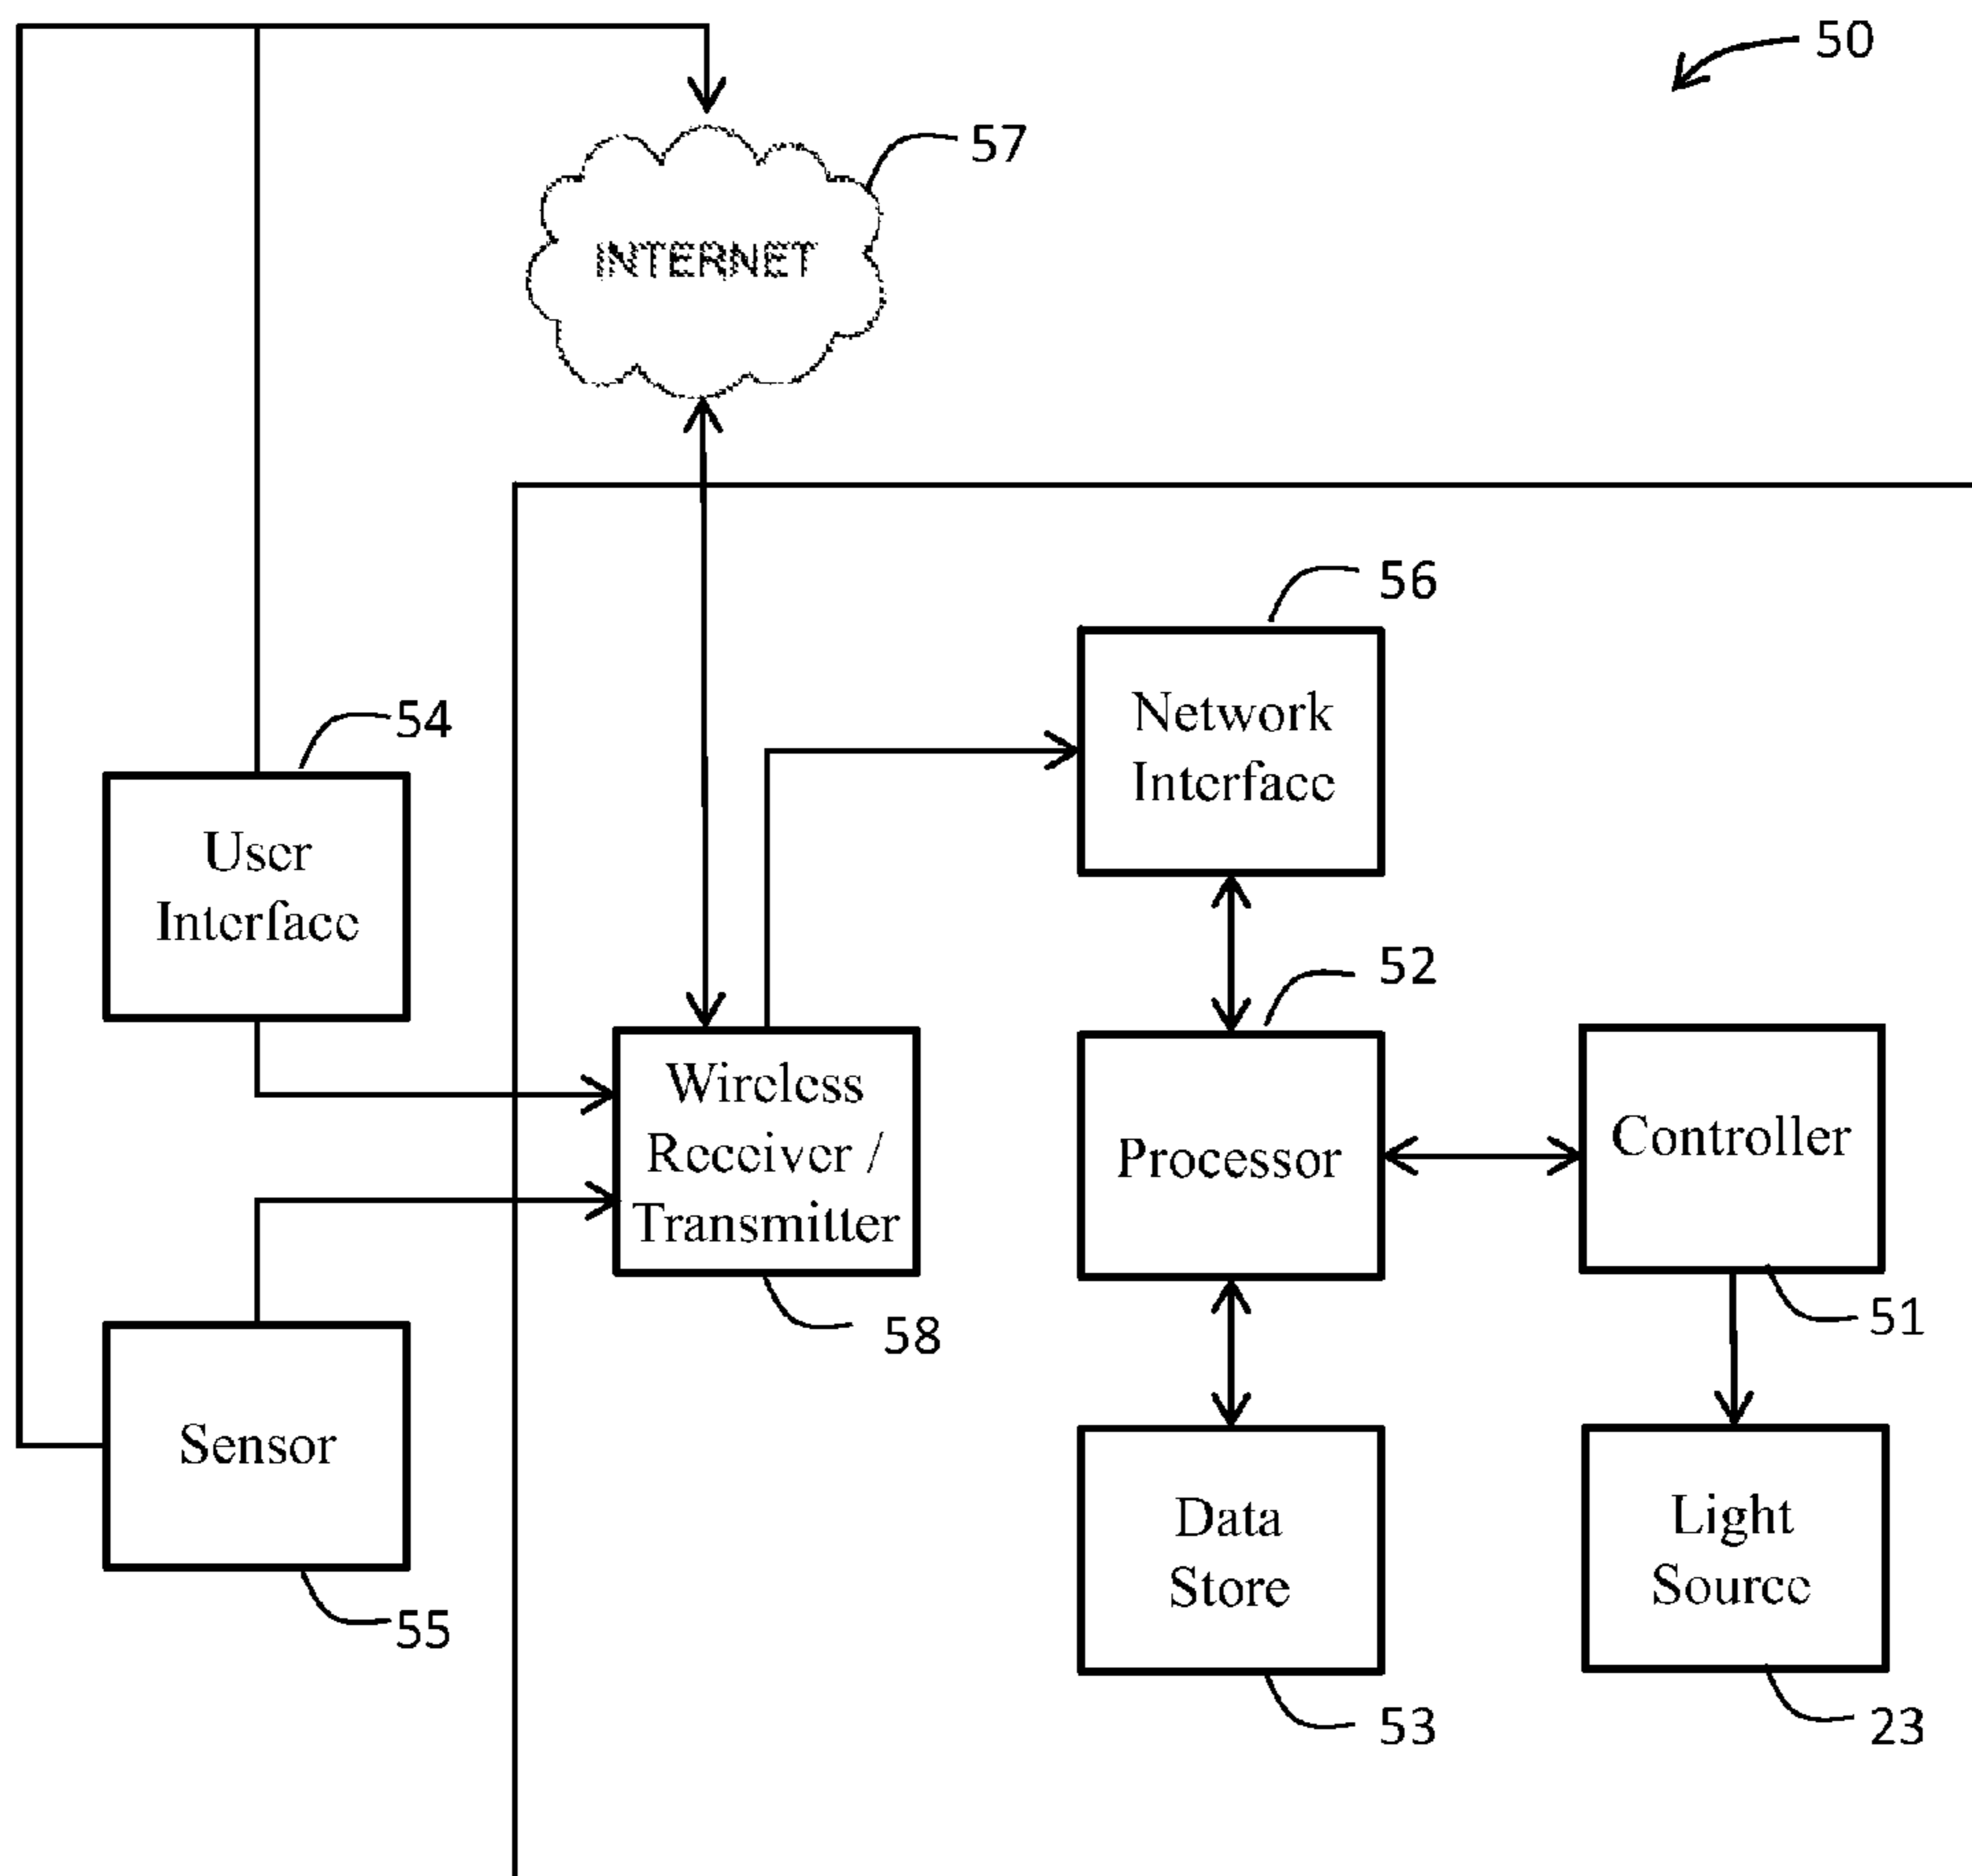 50
57
INTERNET
56
Network
Interface
54
User
Interface
52
Wireless
Receiver /
Transmitter
58
Processor
Controller
51
Sensor
55
Data
Store
53
Light
Source
23